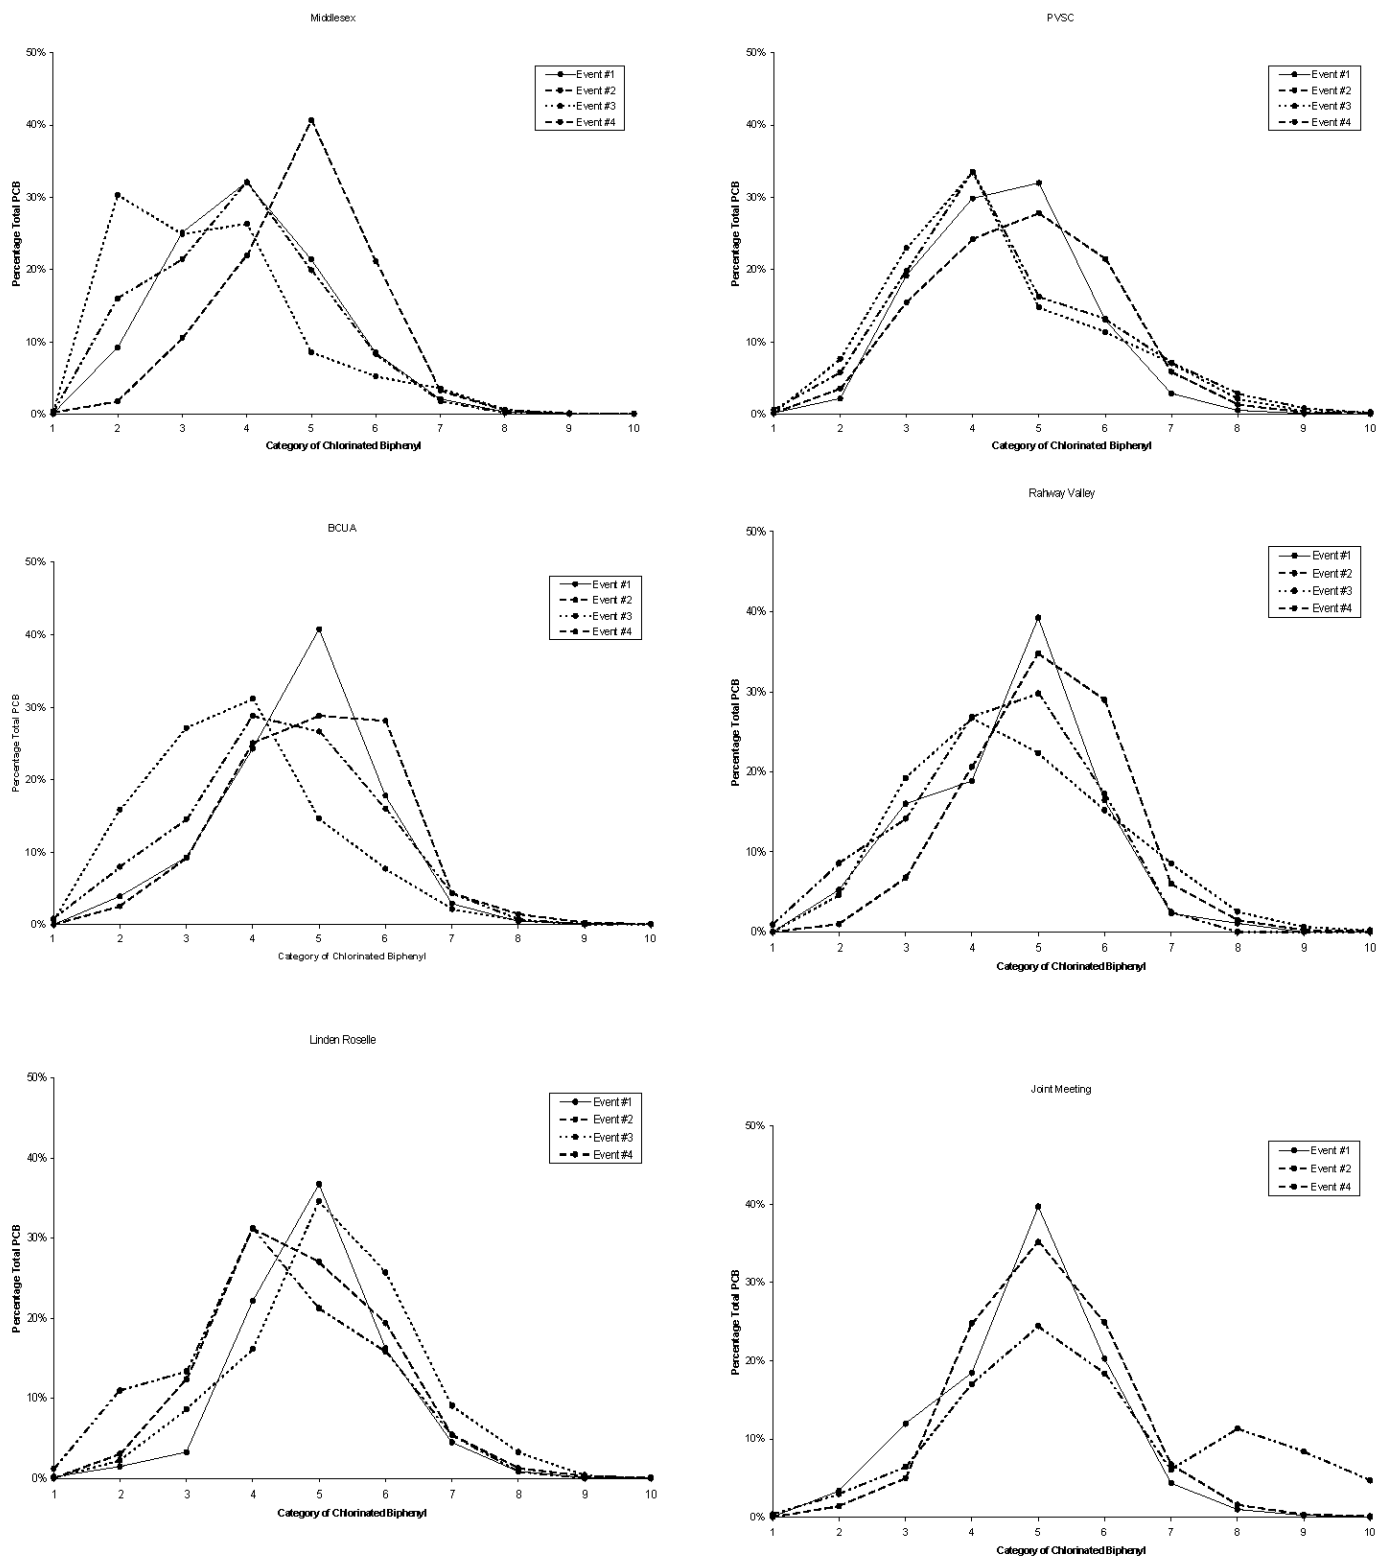 Middlesex
50%
40%
30%
20%
10%
0%
Percentage Total PCB
Event #1
Event #2
Event #3
Event #4
1 2 3 4 5 6 7 8 9 10
Category of Chlorinated Biphenyl
PVSC
50%
40%
30%
20%
10%
0%
Percentage Total PCB
Event #1
Event #2
Event #3
Event #4
1 2 3 4 5 6 7 8 9 10
Category of Chlorinated Biphenyl
BCUA
50%
40%
30%
20%
10%
0%
Percentage Total PCB
Event #1
Event #2
Event #3
Event #4
1 2 3 4 5 6 7 8 9 10
Category of Chlorinated Biphenyl
Rahway Valley
50%
40%
30%
20%
10%
0%
Percentage Total PCB
Event #1
Event #2
Event #3
Event #4
1 2 3 4 5 6 7 8 9 10
Category of Chlorinated Biphenyl
Linden Roselle
50%
40%
30%
20%
10%
0%
Percentage Total PCB
Event #1
Event #2
Event #3
Event #4
1 2 3 4 5 6 7 8 9 10
Category of Chlorinated Biphenyl
Joint Meeting
50%
40%
30%
20%
10%
0%
Percentage Total PCB
Event #1
Event #2
Event #4
1 2 3 4 5 6 7 8 9 10
Category of Chlorinated Biphenyl